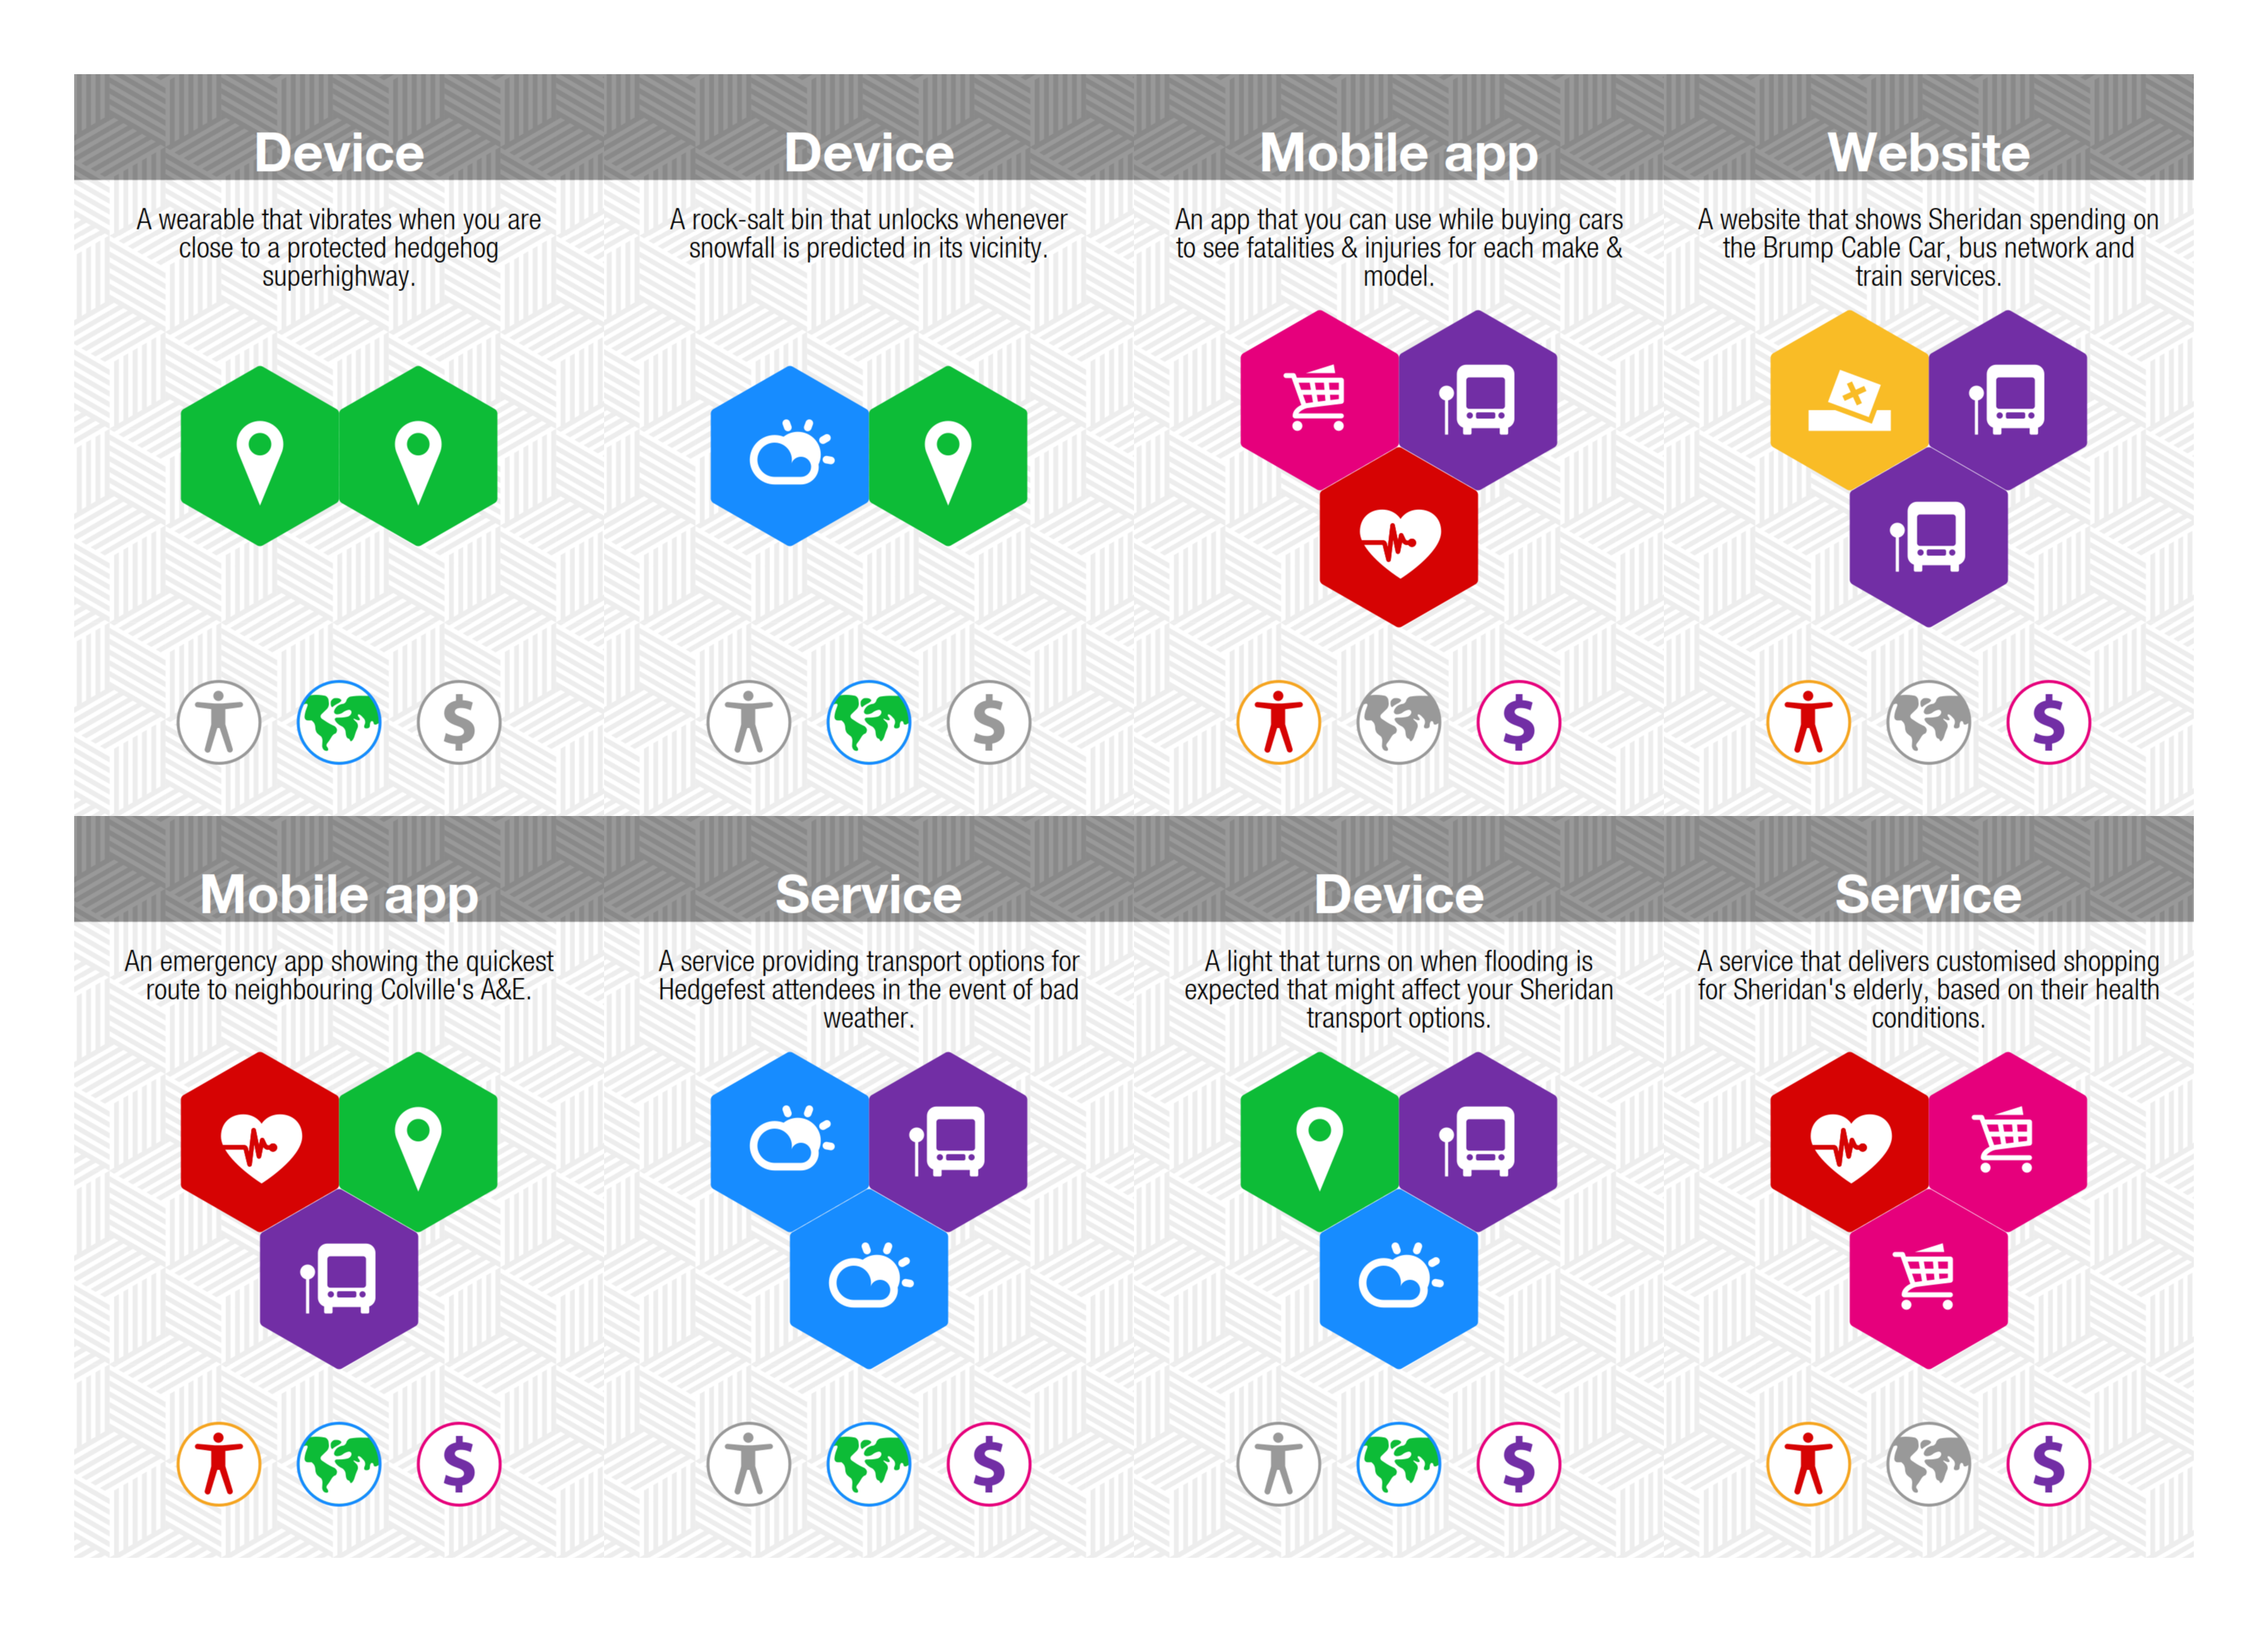 Device
A wearable that vibrates when you are
close to a protected hedgehog
superhighway.
$
Device
A rock-salt bin that unlocks whenever
snowfall is predicted in its vicinity.
$
Mobile app
An app that you can use while buying cars
to see fatalities & injuries for each make &
model.
$
Website
A website that shows Sheridan spending on
the Brump Cable Car, bus network and
train services.
$
Mobile app
An emergency app showing the quickest
route to neighbouring Colville's A&E.
$
Service
A service providing transport options for
Hedgefest attendees in the event of bad
weather.
$
Device
A light that turns on when flooding is
expected that might affect your Sheridan
transport options.
$
Service
A service that delivers customised shopping
for Sheridan's elderly, based on their health
conditions.
$